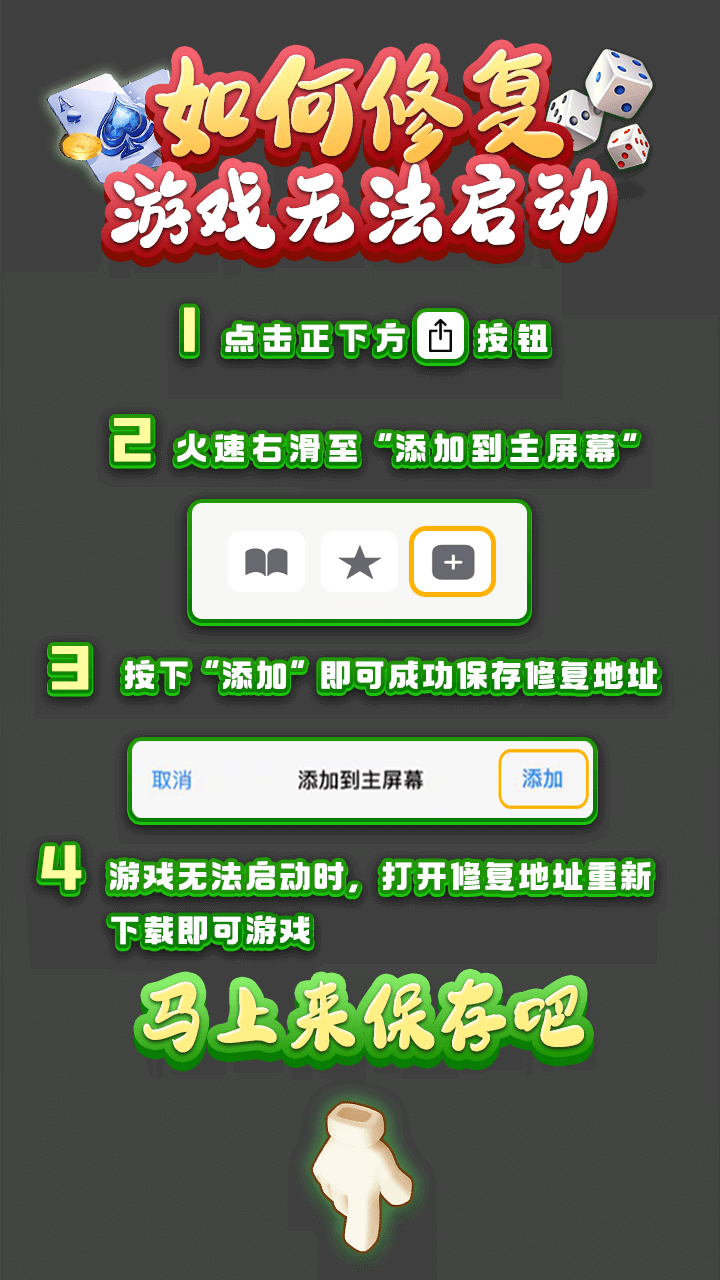 如何修复
游戏无法启动
1 点击正下方 按钮
2 火速右滑至“添加到主屏幕”
3 按下“添加”即可成功保存修复地址
取消 添加到主屏幕 添加
4 游戏无法启动时，打开修复地址重新
下载即可游戏
马上来保存吧